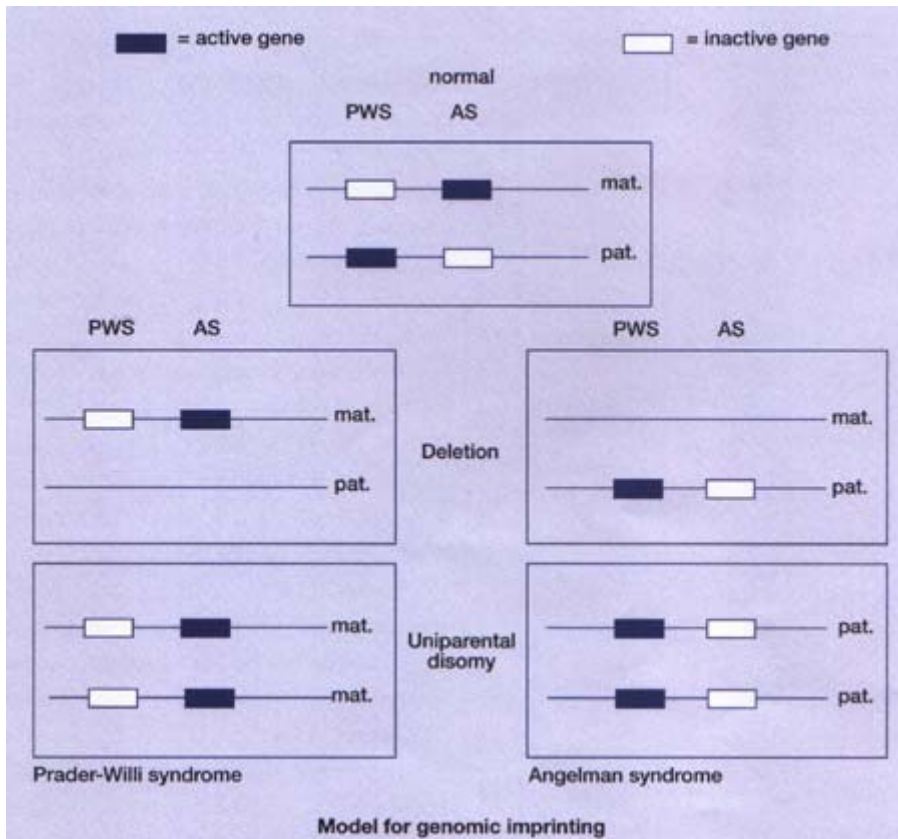 = active gene
= inactive gene
normal
PWS AS
mat.
pat.
PWS AS
PWS AS
mat.
pat.
Deletion
mat.
pat.
mat.
mat.
Uniparental
disomy
pat.
pat.
Prader-Willi syndrome
Angelman syndrome
Model for genomic imprinting